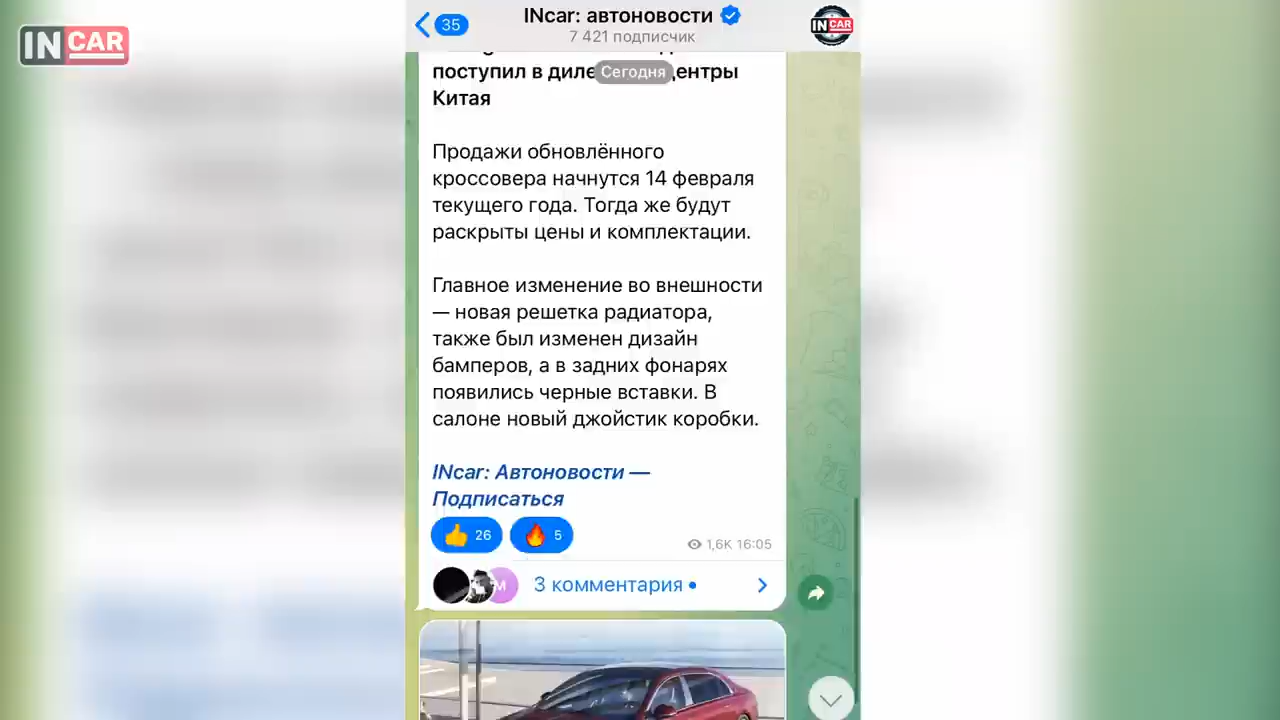 IN CAR
35
INcar: автоновости
7 421 подписчик
IN CAR
поступил в диле ентры
Сегодня
Китая
Продажи обновлённого
кроссовера начнутся 14 февраля
текущего года. Тогда же будут
раскрыты цены и комплектации.
Главное изменение во внешности
— новая решетка радиатора,
также был изменен дизайн
бамперов, а в задних фонарях
появились черные вставки. В
салоне новый джойстик коробки.
INcar: Автоновости —
Подписаться
👍 26 🔥 5
1,6K 16:05
М
3 комментария